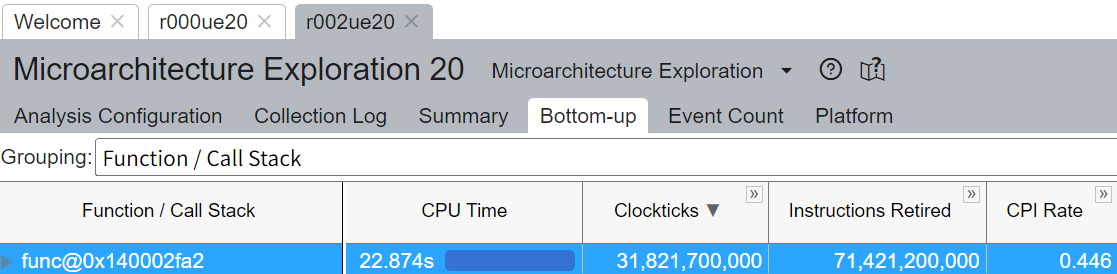 Welcome r000ue20 r002ue20
Microarchitecture Exploration 20 Microarchitecture Exploration
Analysis Configuration Collection Log Summary Bottom-up Event Count Platform
Grouping: Function / Call Stack
Function / Call Stack CPU Time Clockticks Instructions Retired CPI Rate
func@0x140002fa2 22.874s 31,821,700,000 71,421,200,000 0.446